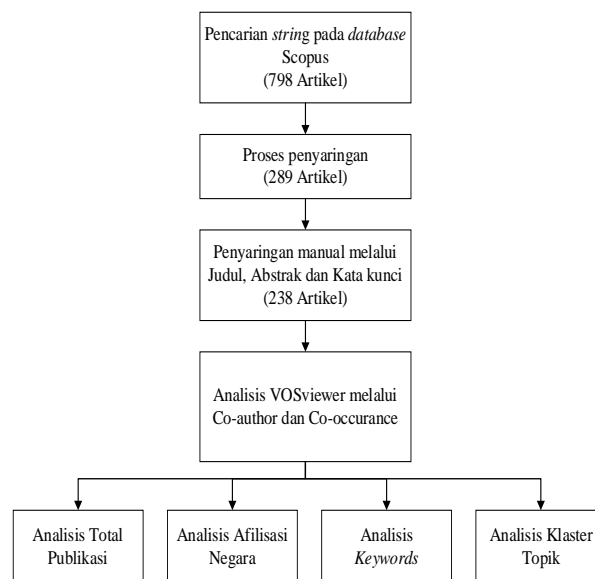 Pencarian string pada database
Scopus
(798 Artikel)
Proses penyaringan
(289 Artikel)
Penyaringan manual melalui
Judul, Abstrak dan Kata kunci
(238 Artikel)
Analisis VOSviewer melalui
Co-author dan Co-occurance
Analisis Total
Publikasi
Analisis Afilisasi
Negara
Analisis
Keywords
Analisis Klaster
Topik